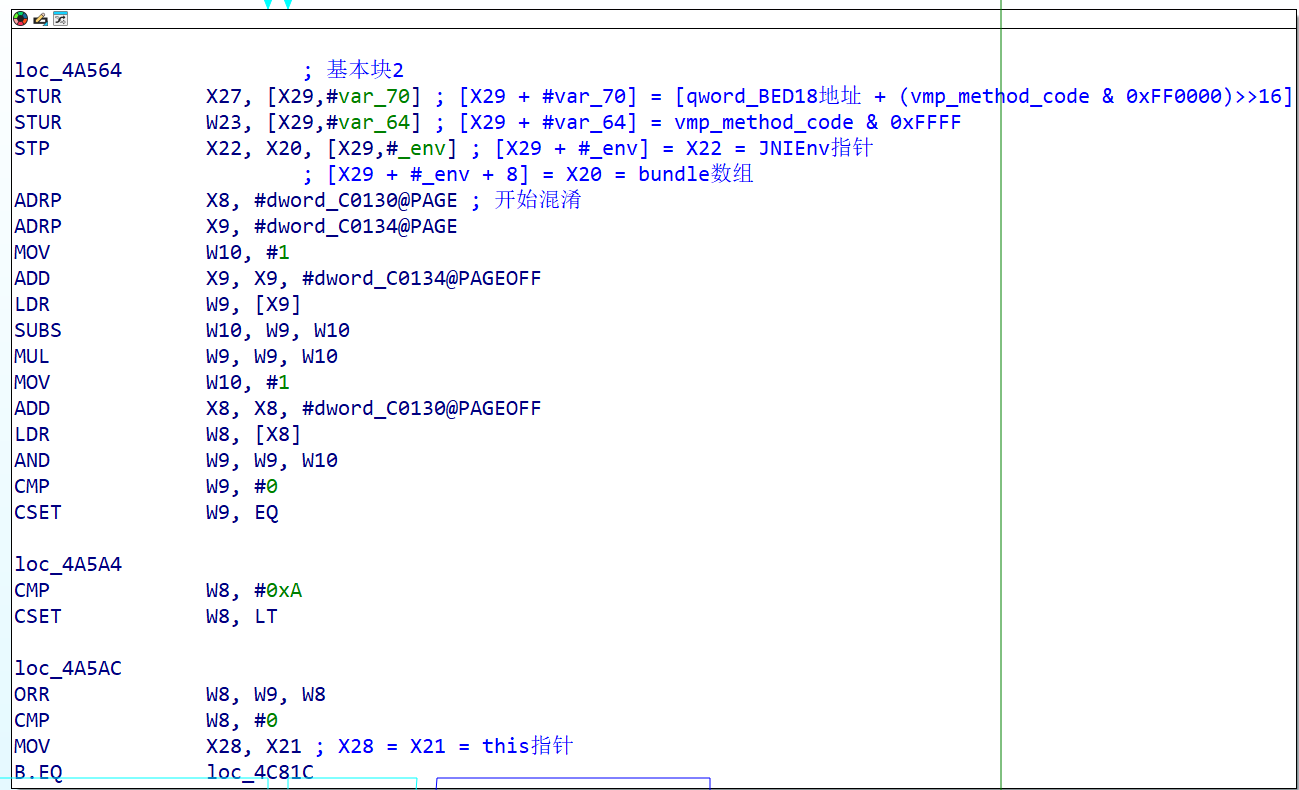 loc_4A564 ; 基本块2
STUR X27, [X29,#var_70] ; [X29 + #var_70] = [qword_BED18地址 + (vmp_method_code & 0xFF0000)>>16]
STUR W23, [X29,#var_64] ; [X29 + #var_64] = vmp_method_code & 0xFFFF
STP X22, X20, [X29,#_env] ; [X29 + #_env] = X22 = JNIEnv指针
; [X29 + #_env + 8] = X20 = bundle数组
ADRP X8, #dword_C0130@PAGE ; 开始混淆
ADRP X9, #dword_C0134@PAGE
MOV W10, #1
ADD X9, X9, #dword_C0134@PAGEOFF
LDR W9, [X9]
SUBS W10, W9, W10
MUL W9, W9, W10
MOV W10, #1
ADD X8, X8, #dword_C0130@PAGEOFF
LDR W8, [X8]
AND W9, W9, W10
CMP W9, #0
CSET W9, EQ
loc_4A5A4
CMP W8, #0xA
CSET W8, LT
loc_4A5AC
ORR W8, W9, W8
CMP W8, #0
MOV X28, X21 ; X28 = X21 = this指针
B.EQ loc_4C81C